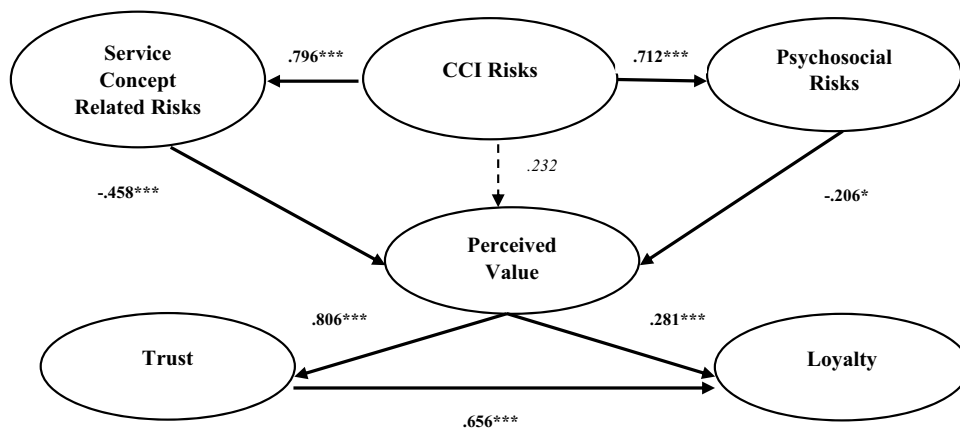 Service
Concept
Related Risks
.796***
CCI Risks
.712***
Psychosocial
Risks
-.458***
.232
-.206*
Perceived
Value
.806***
.281***
Trust
Loyalty
.656***